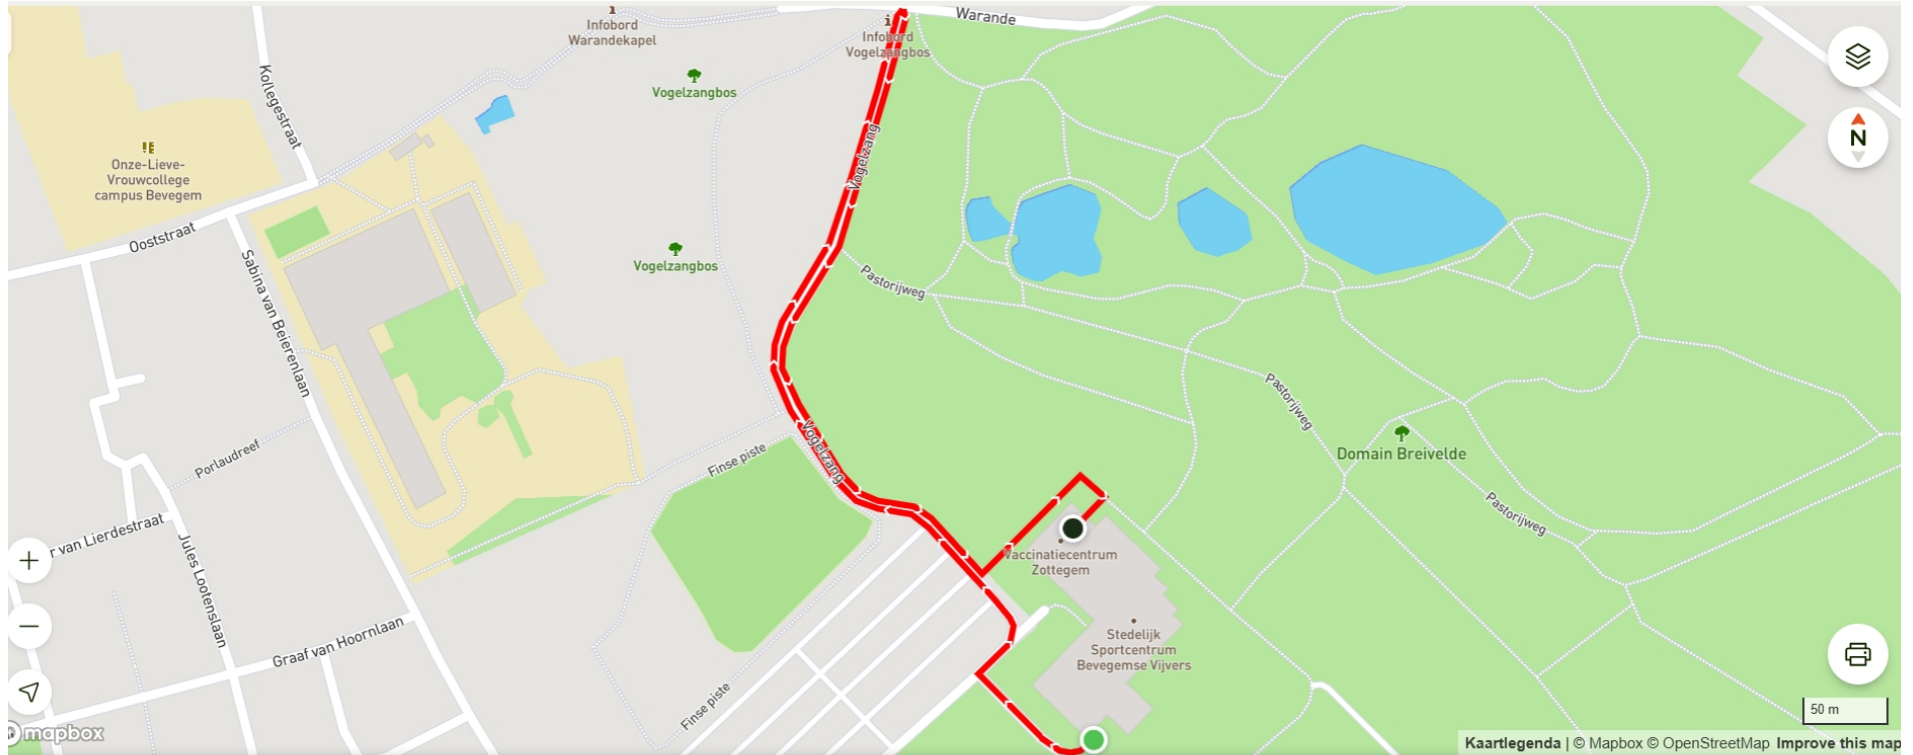 Warande
Infobord
Warandekapel
Infobord
Vogelzangbos
Kollegestraat
Vogelzangbos
N
Onze-Lieve-
Vrouwcollege
campus Bevegem
Vogelzang
Ooststraat
Vogelzangbos
Sabina van Beierenlaan
Pastorijweg
Pastorijweg
Domain Breivelde
Porlaudreef
Finse piste
Vogelzang
Pastorijweg
er van Lierdestraat
Jules Lootenslaan
Vaccinatiecentrum
Zottegem
Graaf van Hoornlaan
Stedelijk
Sportcentrum
Bevegemse Vijvers
Finse piste
50 m
mapbox
Kaartlegenda | © Mapbox © OpenStreetMap Improve this map